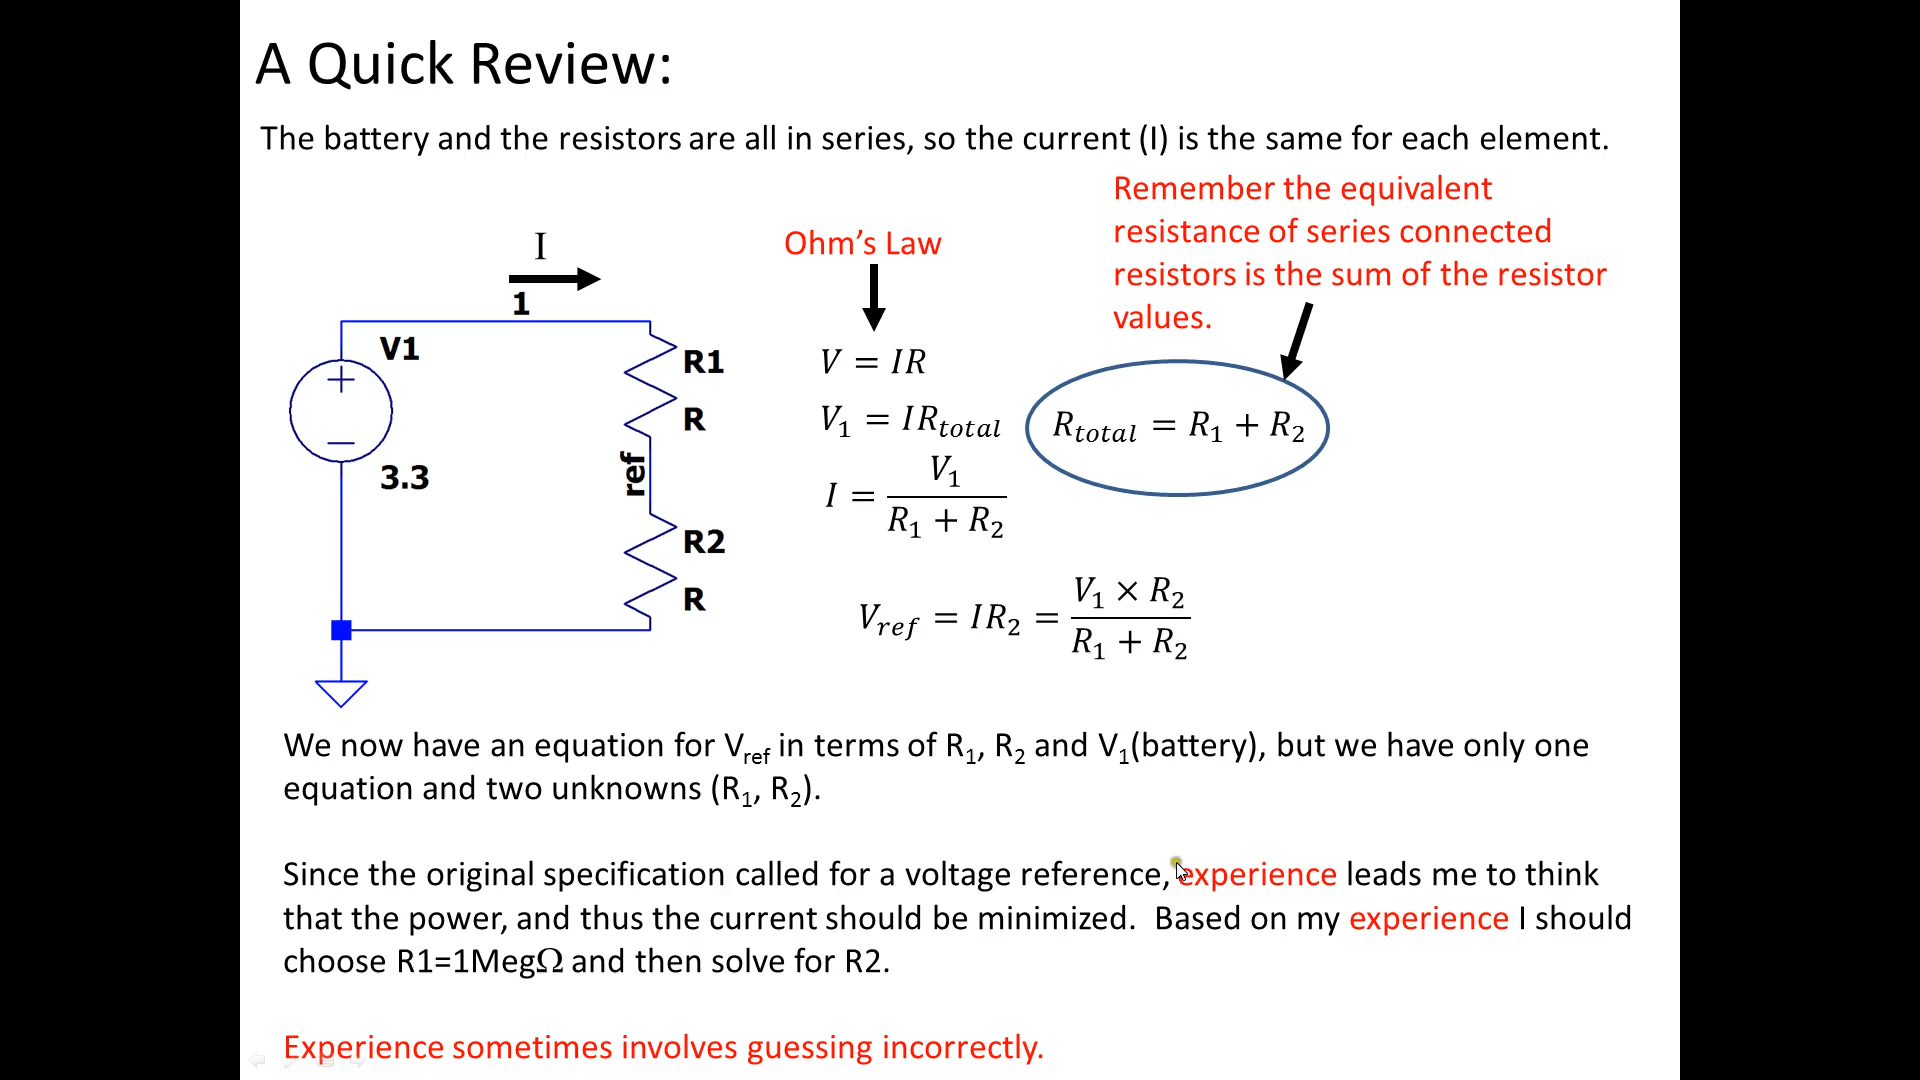 A Quick Review:
The battery and the resistors are all in series, so the current (I) is the same for each element.
Remember the equivalent
resistance of series connected
resistors is the sum of the resistor
values.
I
1
Ohm's Law
V1
+
−
3.3
R1
R
ref
R2
R
V = IR
V₁ = IR_total
R_total = R₁ + R₂
I = V₁ / (R₁ + R₂)
V_ref = IR₂ = (V₁ × R₂) / (R₁ + R₂)
We now have an equation for V_ref in terms of R₁, R₂ and V₁(battery), but we have only one
equation and two unknowns (R₁, R₂).
Since the original specification called for a voltage reference, experience leads me to think
that the power, and thus the current should be minimized. Based on my experience I should
choose R1=1MegΩ and then solve for R2.
Experience sometimes involves guessing incorrectly.